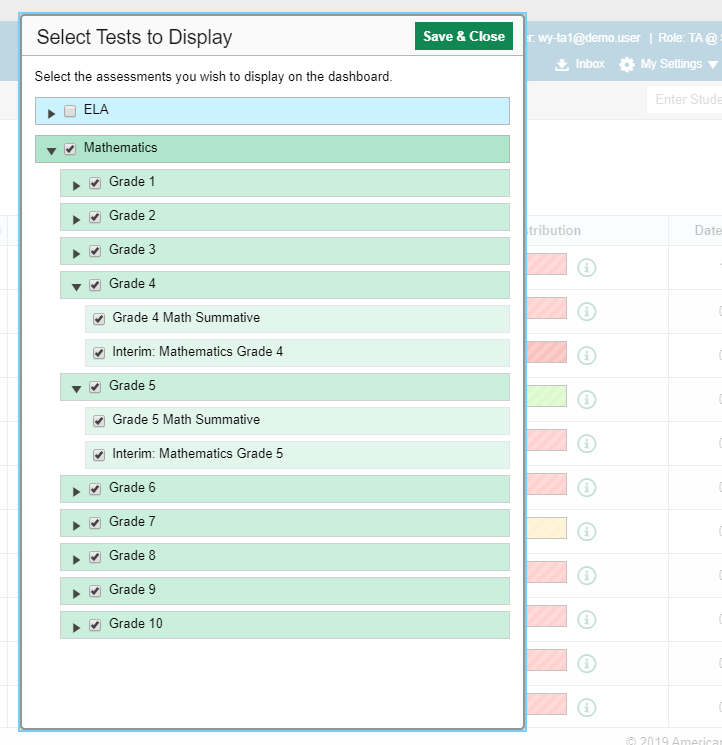 Select Tests to Display
Save & Close
Select the assessments you wish to display on the dashboard.
ELA
Mathematics
Grade 1
Grade 2
Grade 3
Grade 4
Grade 4 Math Summative
Interim: Mathematics Grade 4
Grade 5
Grade 5 Math Summative
Interim: Mathematics Grade 5
Grade 6
Grade 7
Grade 8
Grade 9
Grade 10
wy-ta1@demo.user | Role: TA @
Inbox My Settings
Enter
Date
© 2019